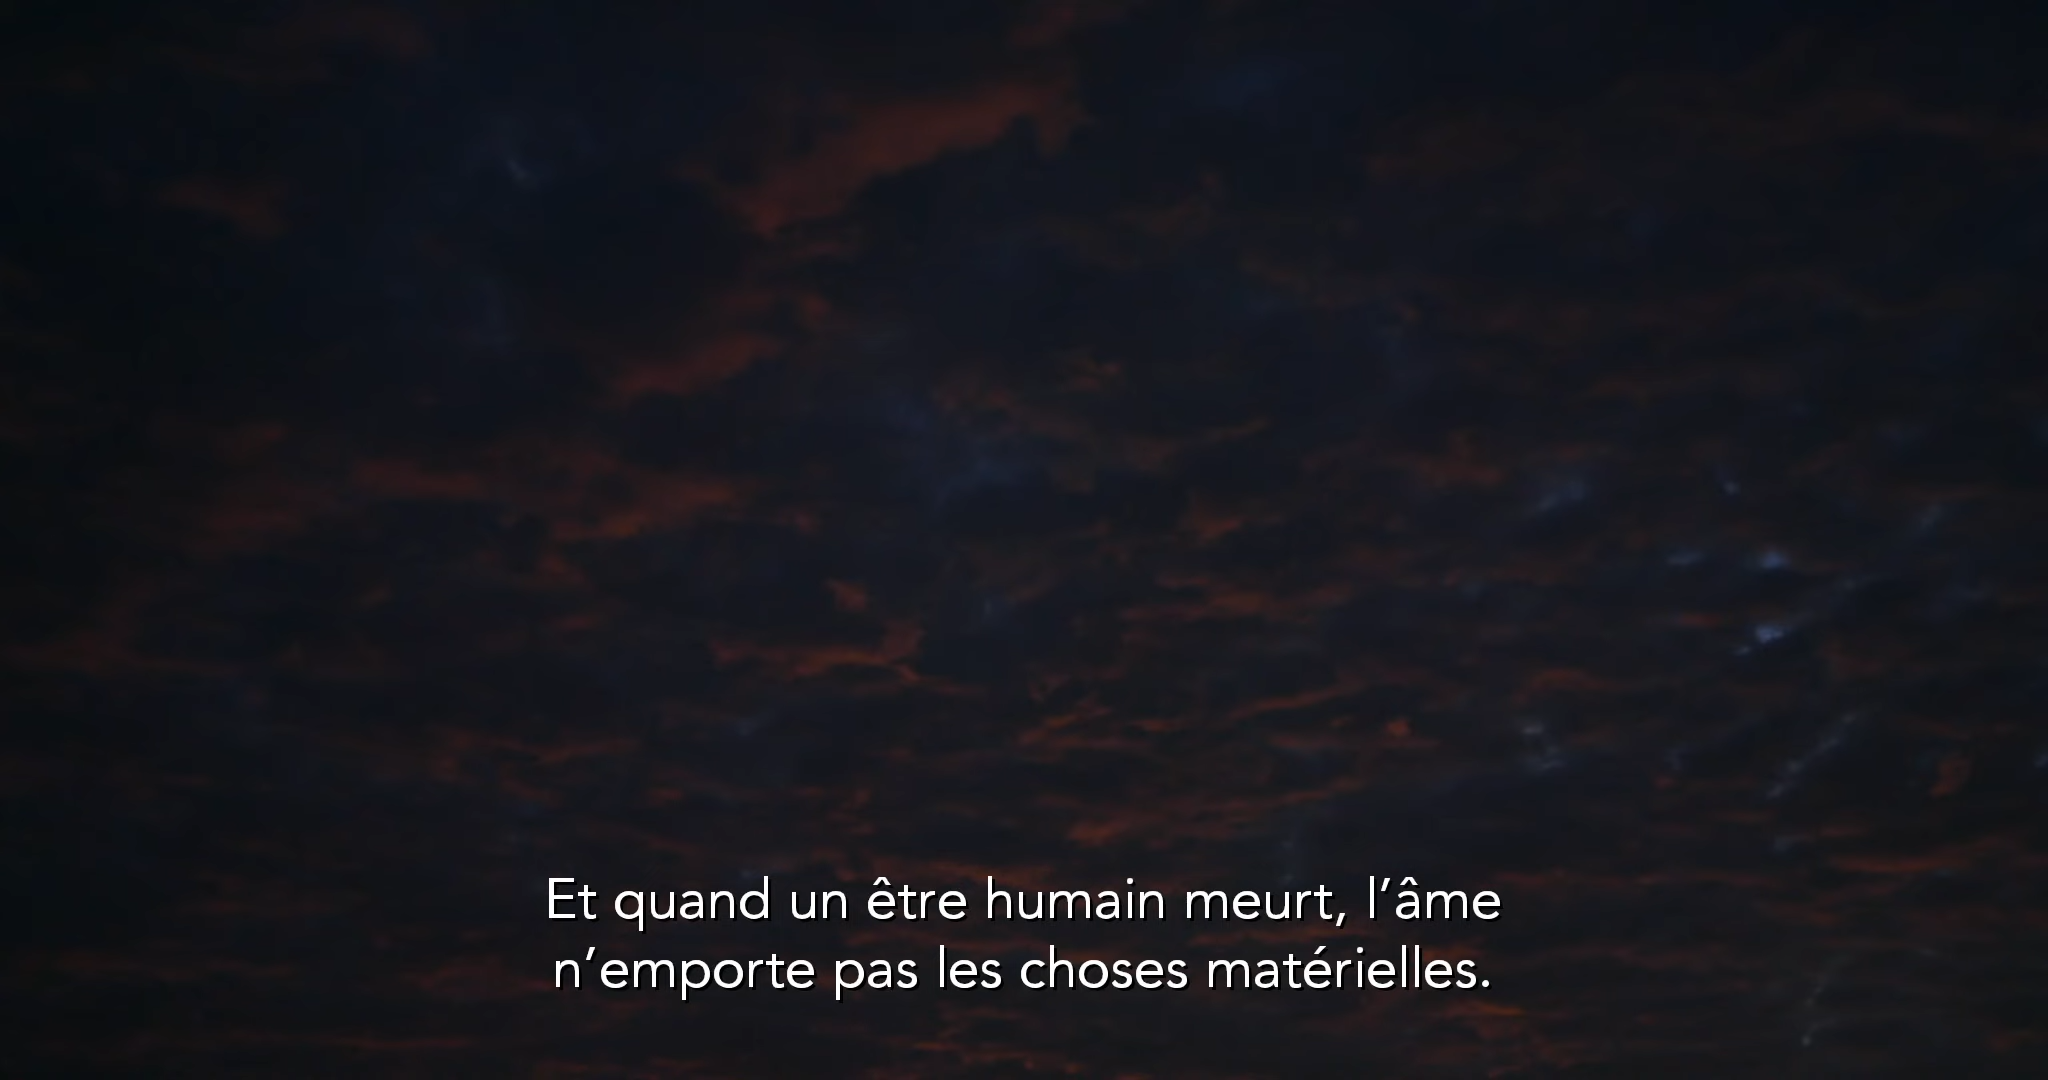 Et quand un être humain meurt, l’âme
n’emporte pas les choses matérielles.